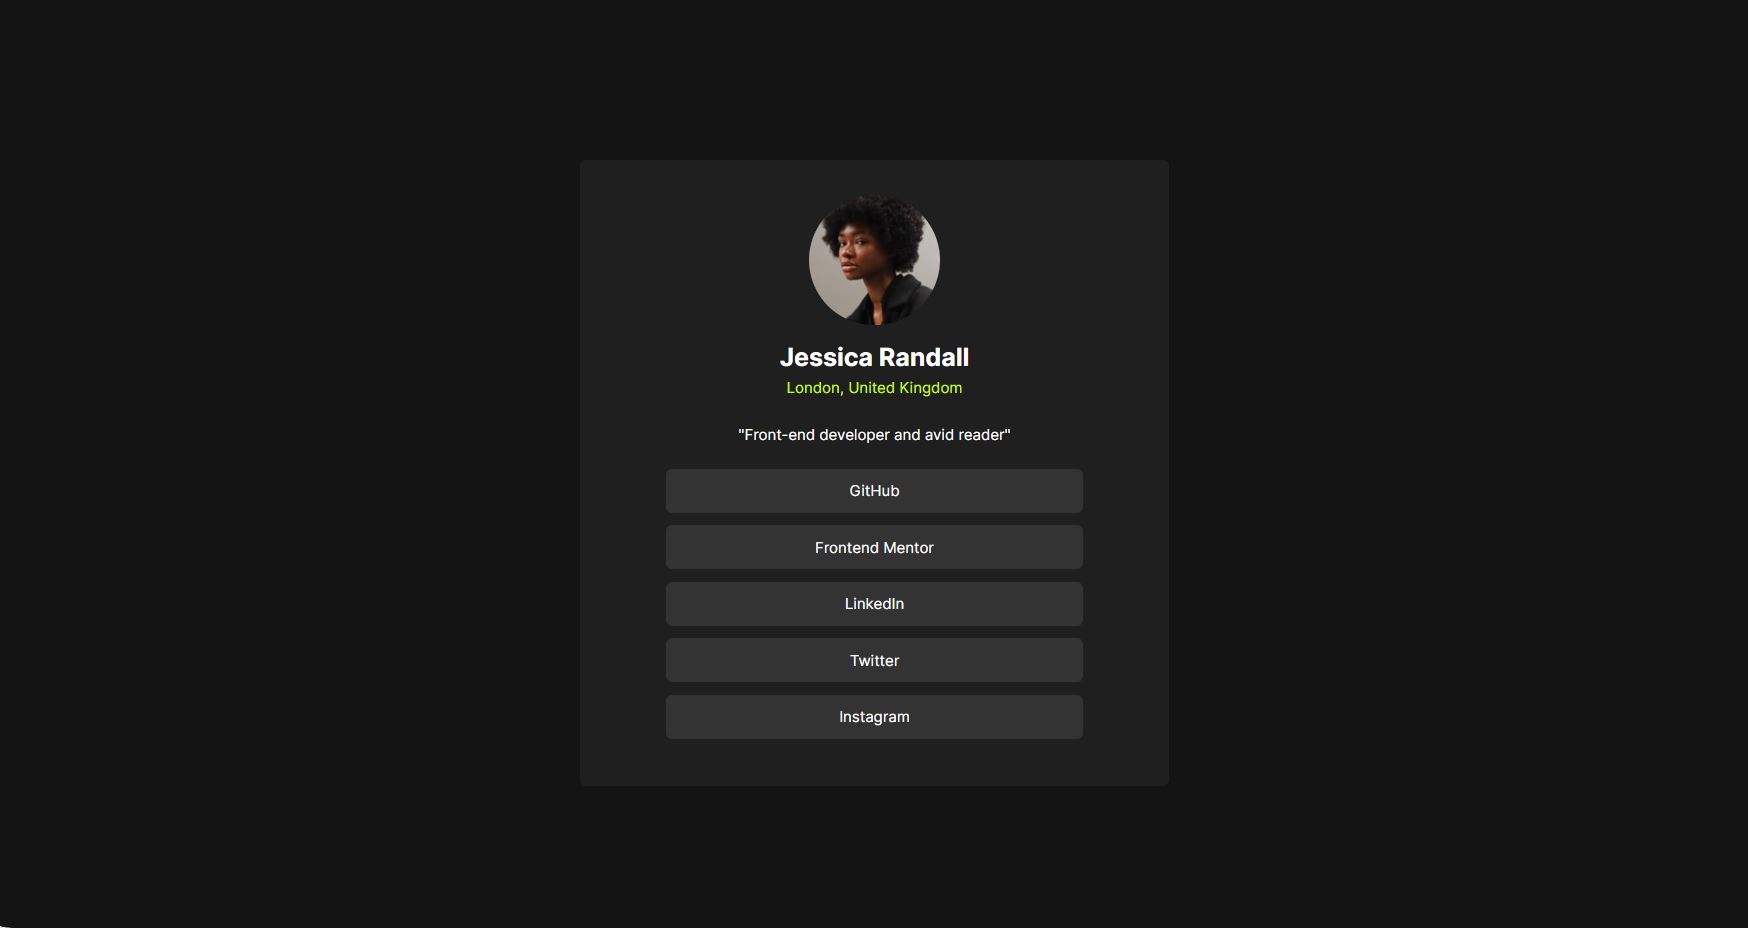 Jessica Randall
London, United Kingdom
"Front-end developer and avid reader"
GitHub
Frontend Mentor
LinkedIn
Twitter
Instagram